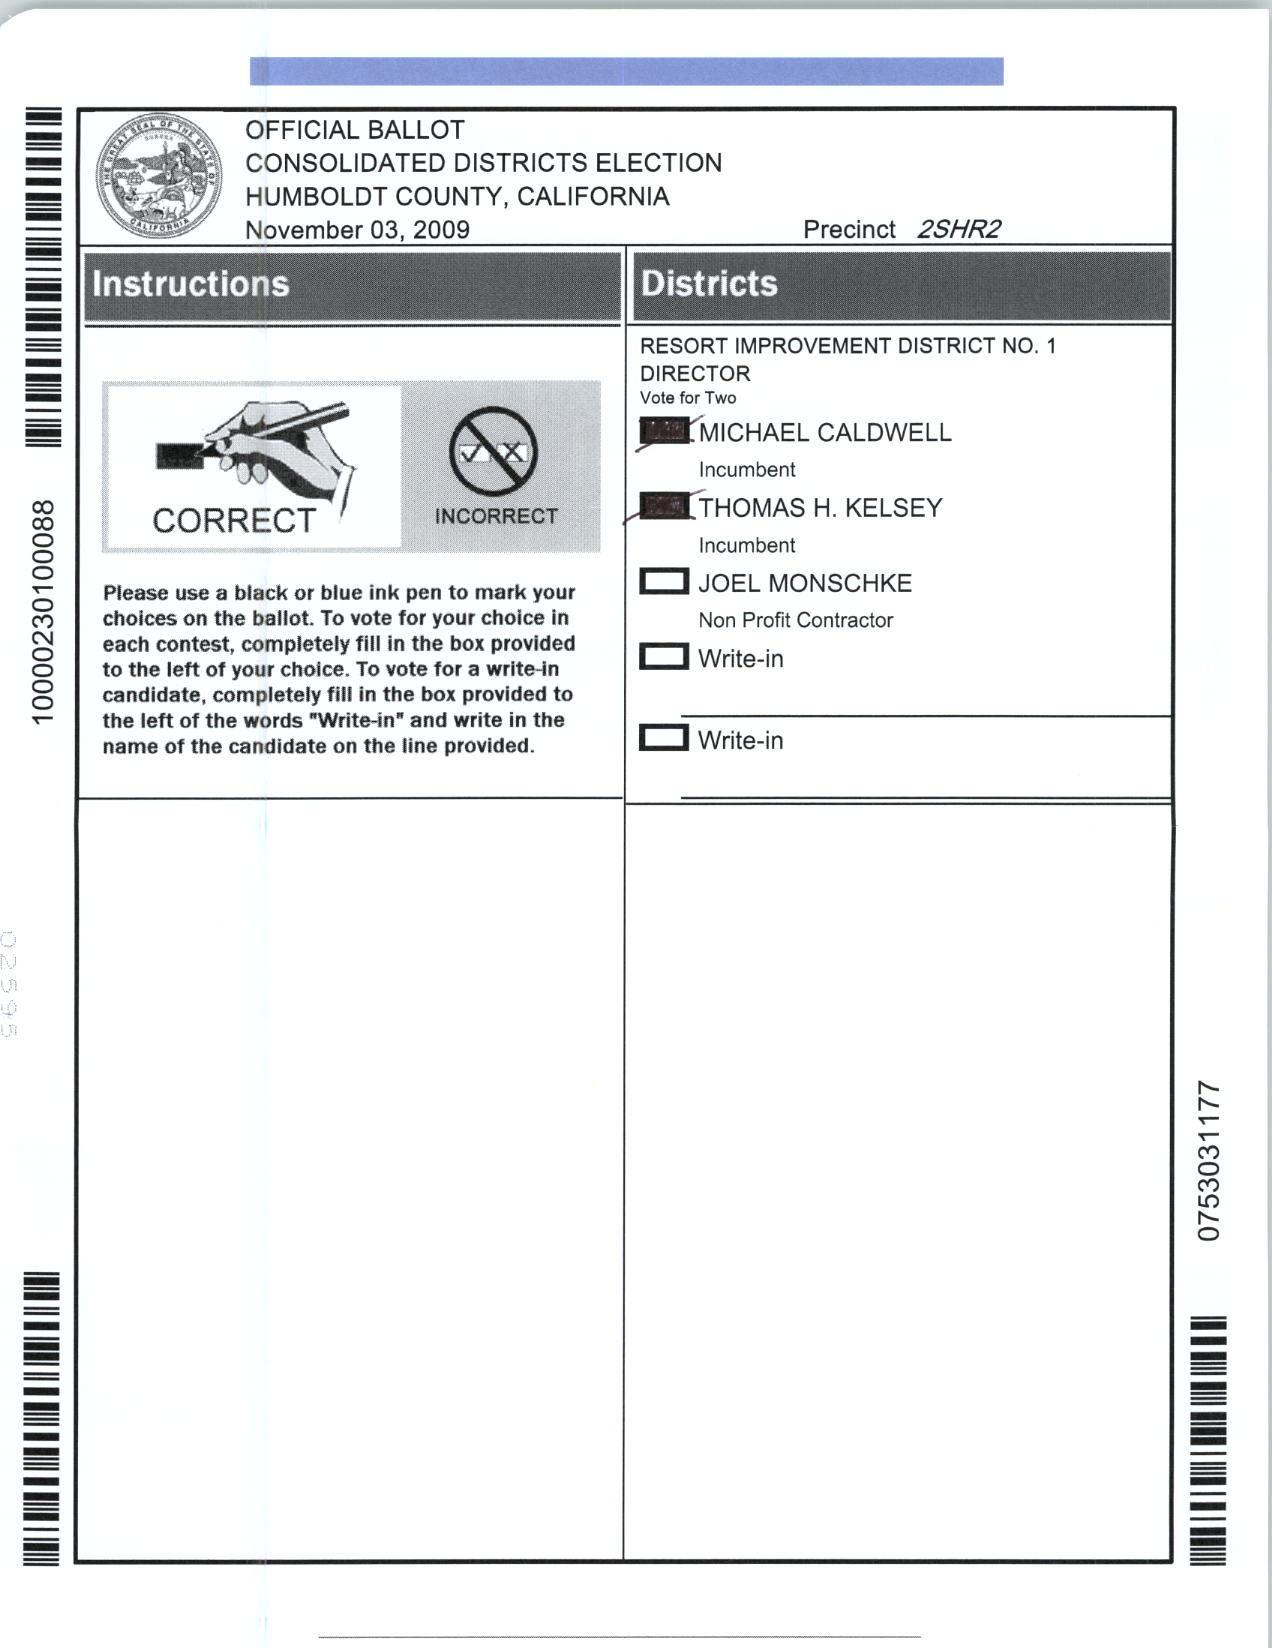 OFFICIAL BALLOT
CONSOLIDATED DISTRICTS ELECTION
HUMBOLDT COUNTY, CALIFORNIA
November 03, 2009
Precinct 2SHR2
THE GREAT SEAL OF THE STATE OF CALIFORNIA
EUREKA
Instructions
CORRECT
INCORRECT
Please use a black or blue ink pen to mark your
choices on the ballot. To vote for your choice in
each contest, completely fill in the box provided
to the left of your choice. To vote for a write-in
candidate, completely fill in the box provided to
the left of the words "Write-in" and write in the
name of the candidate on the line provided.
Districts
RESORT IMPROVEMENT DISTRICT NO. 1
DIRECTOR
Vote for Two
MICHAEL CALDWELL
Incumbent
THOMAS H. KELSEY
Incumbent
JOEL MONSCHKE
Non Profit Contractor
Write-in
Write-in
10000230100088
02595
0753031177